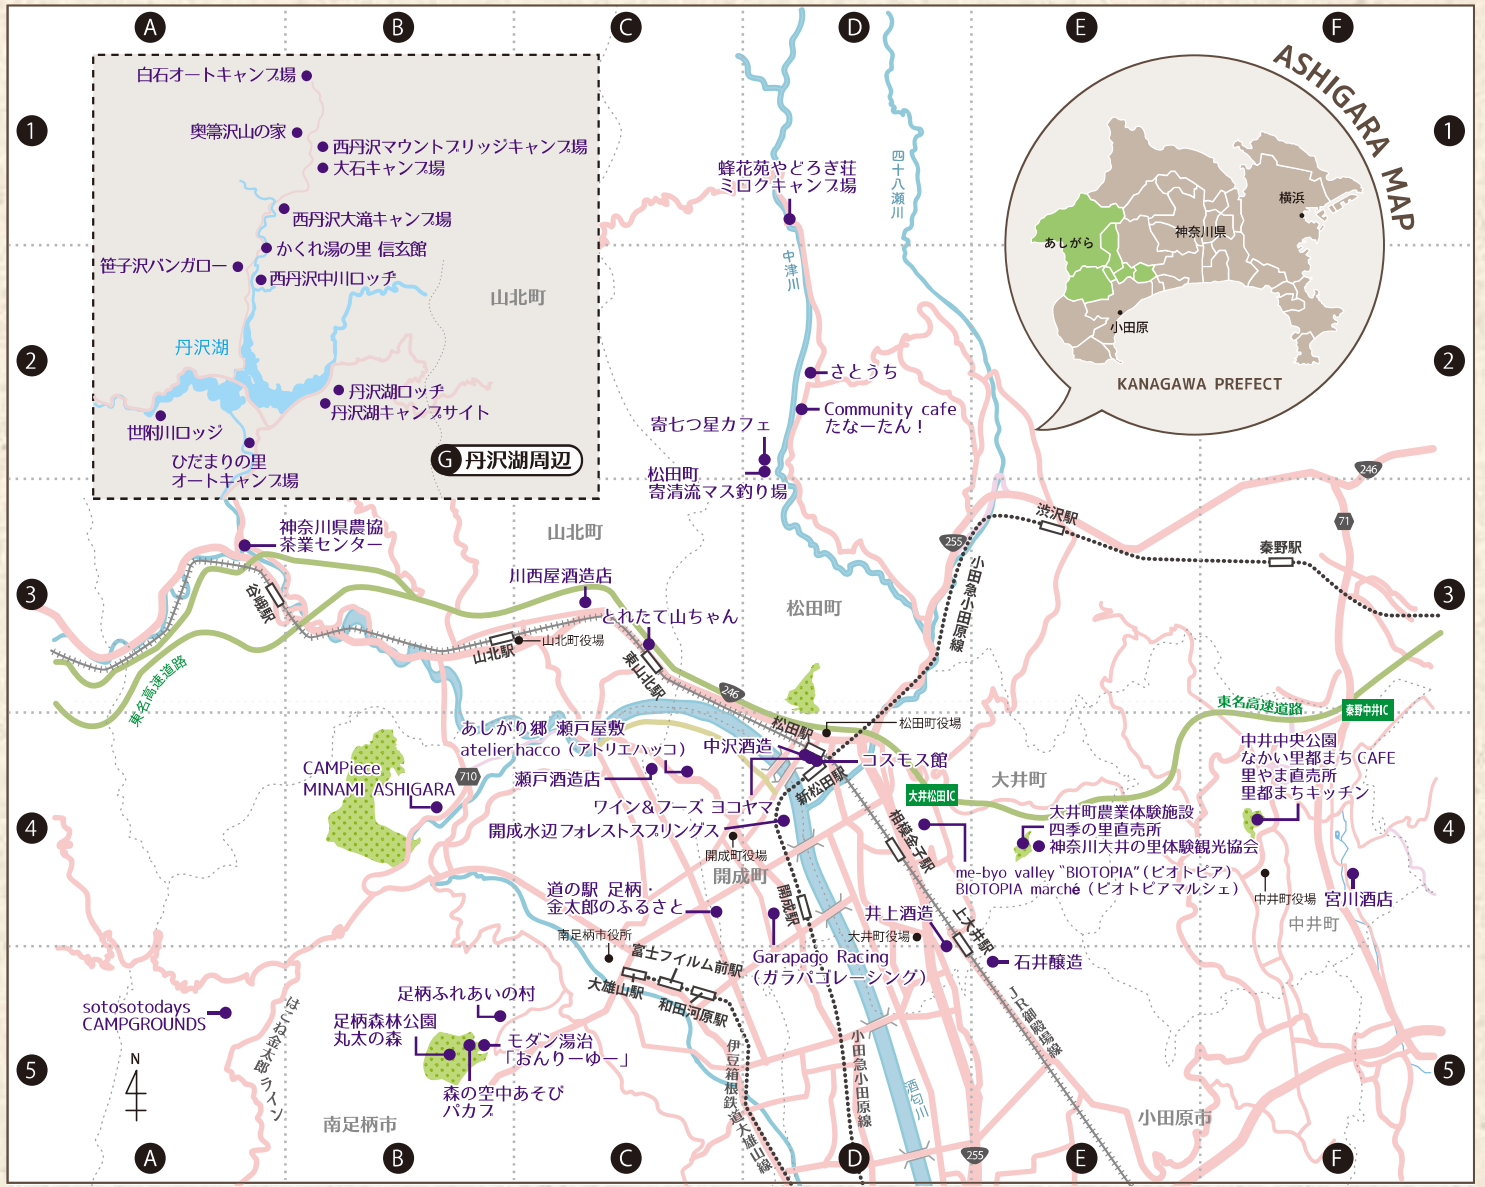 A
B
C
D
E
F
1
1
2
2
3
3
4
4
5
5
A
B
C
D
E
F
ASHIGARA MAP
横浜
神奈川県
あしがら
小田原
KANAGAWA PREFECT
白石オートキャンプ場
奥箒沢山の家
西丹沢マウントブリッジキャンプ場
大石キャンプ場
西丹沢大滝キャンプ場
かくれ湯の里 信玄館
笹子沢バンガロー
西丹沢中川ロッヂ
山北町
丹沢湖
丹沢湖ロッヂ
丹沢湖キャンプサイト
世附川ロッジ
ひだまりの里
オートキャンプ場
G 丹沢湖周辺
蜂花苑やどろぎ荘
ミロクキャンプ場
四十八瀬川
中津川
さとうち
Community cafe
たなーたん!
寄七つ星カフェ
松田町
寄清流マス釣り場
246
71
255
渋沢駅
秦野駅
小田急小田原線
神奈川県農協
茶業センター
山北町
川西屋酒造店
とれたて山ちゃん
松田町
谷峨駅
山北駅
山北町役場
東山北駅
246
東名高速道路
東名高速道路
秦野中井IC
松田駅
松田町役場
あしがり郷 瀬戸屋敷
atelier hacco(アトリエハッコ)
中沢酒造
コスモス館
瀬戸酒造店
新松田駅
ワイン&フーズ ヨコヤマ
開成水辺フォレストスプリングス
大井松田IC
大井町
中井中央公園
なかい里都まち CAFE
里やま直売所
里都まちキッチン
CAMPiece
MINAMI ASHIGARA
710
大井町農業体験施設
四季の里直売所
神奈川大井の里体験観光協会
相模金子駅
開成町役場
開成町
me-byo valley “BIOTOPIA”(ビオトピア)
BIOTOPIA marché(ビオトピアマルシェ)
中井町役場
宮川酒店
中井町
道の駅 足柄・
金太郎のふるさと
開成駅
井上酒造
上大井駅
大井町役場
南足柄市役所
富士フイルム前駅
Garapago Racing
(ガラパゴレーシング)
石井醸造
大雄山駅
和田河原駅
足柄ふれあいの村
sotosotodays
CAMPGROUNDS
はこね金太郎ライン
足柄森林公園
丸太の森
モダン湯治
「おんりーゆー」
森の空中あそび
パカブ
伊豆箱根鉄道大雄山線
小田急小田原線
酒匂川
JR御殿場線
N
南足柄市
小田原市
255